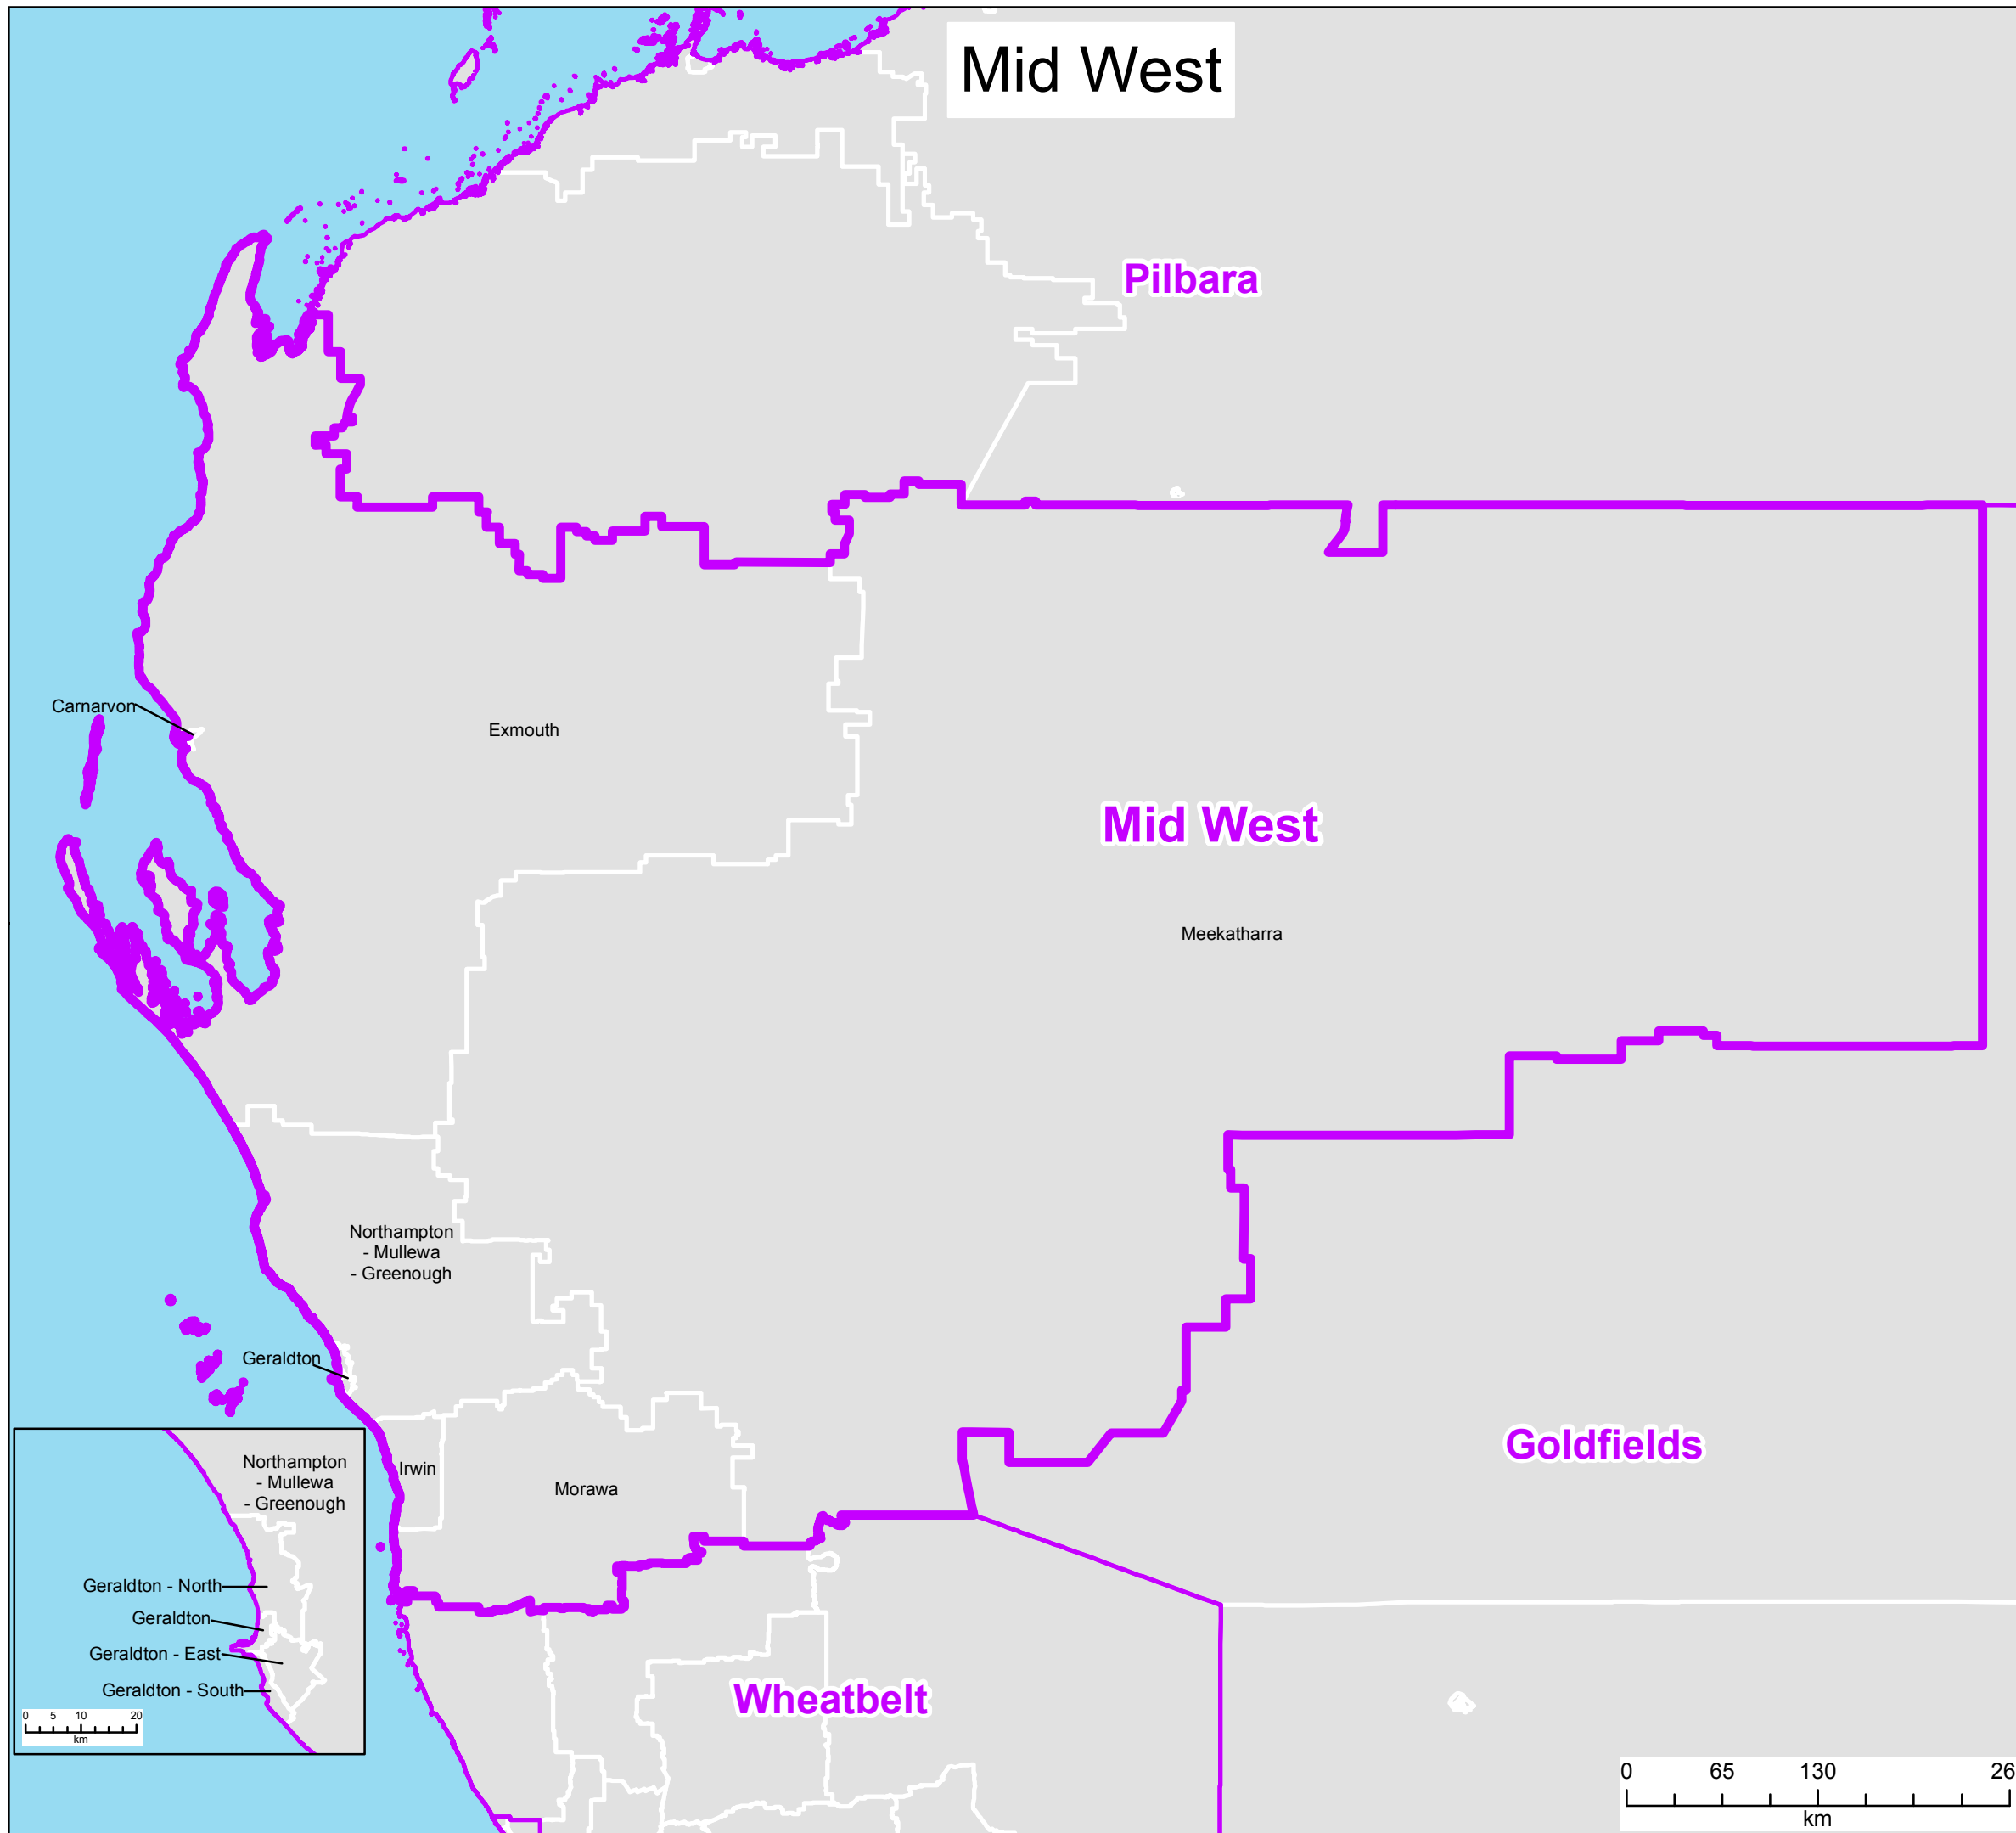 Mid West
Pilbara
Carnarvon
Exmouth
Mid West
Meekatharra
Northampton
- Mullewa
- Greenough
Geraldton
Irwin
Morawa
Goldfields
Wheatbelt
Northampton
- Mullewa
- Greenough
Geraldton - North
Geraldton
Geraldton - East
Geraldton - South
0 5 10 20
km
0 65 130 26
km